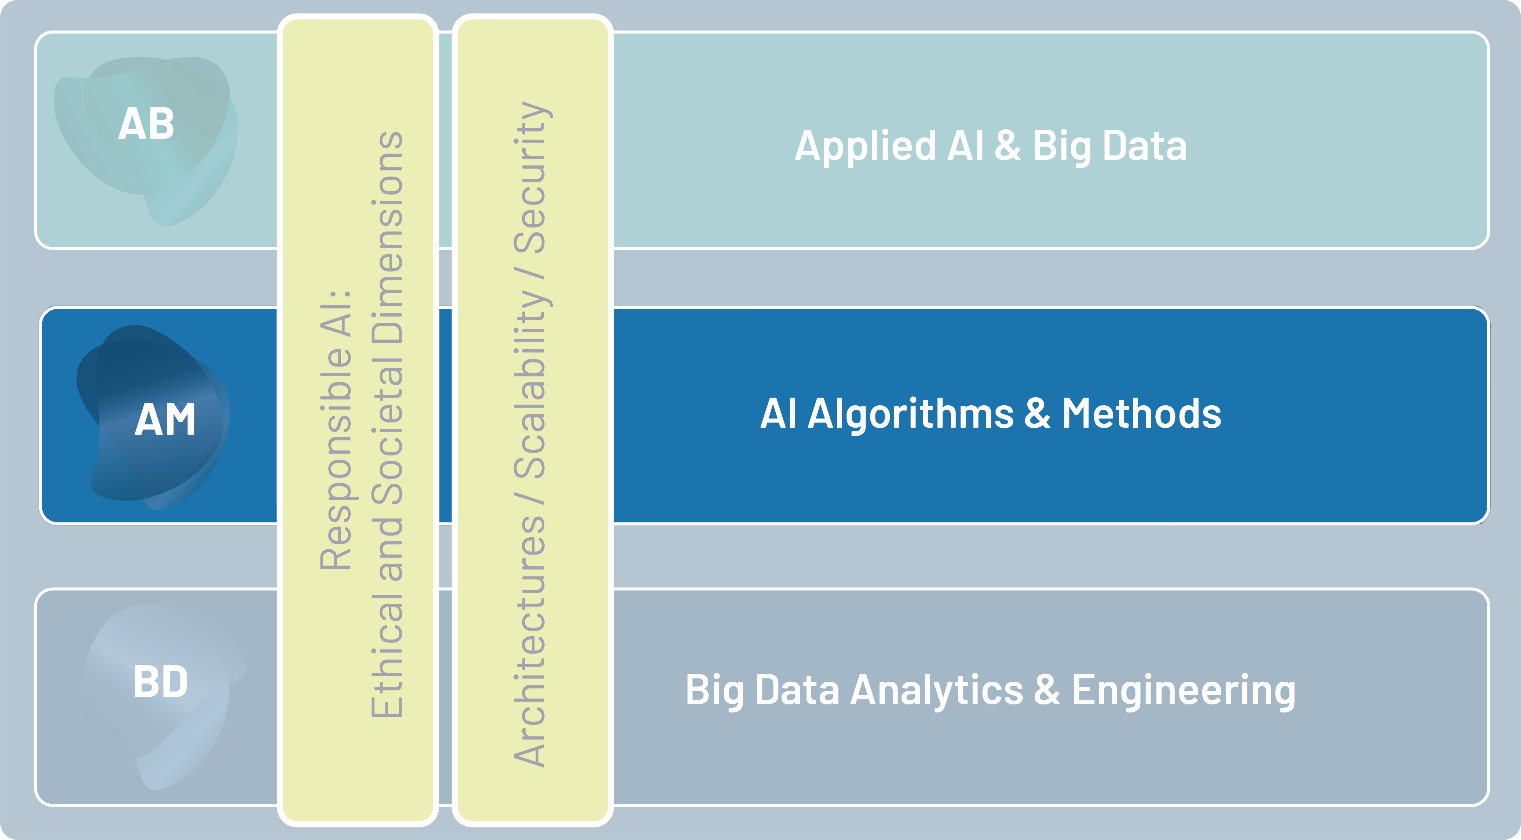 AB
Applied AI & Big Data
AM
AI Algorithms & Methods
BD
Big Data Analytics & Engineering
Responsible AI:
Ethical and Societal Dimensions
Architectures / Scalability / Security